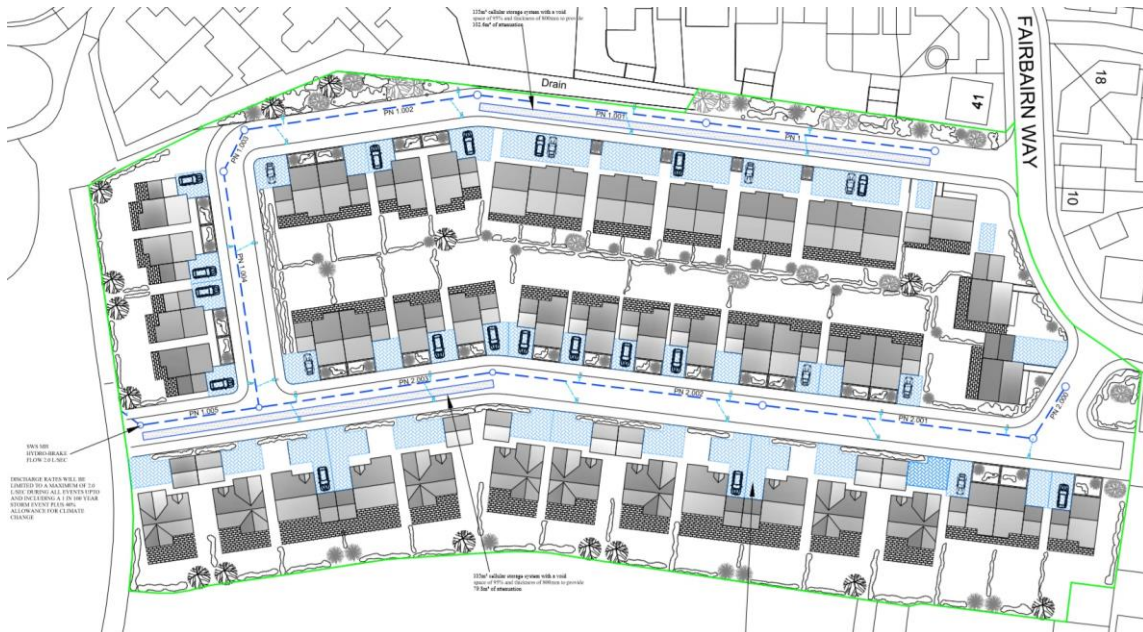 135m² cellular storage system with a void
space of 95% and thickness of 800mm to provide
102.6m³ of attenuation
FAIRBAIRN WAY
18
41
10
Drain
PN 1.002
PN 1.001
PN 1
PN 1.003
PN 1.004
PN 1.005
PN 2.003
PN 2.002
PN 2.001
PN 2.000
SWS
HYDRO-BRAKE
FLOW 2.0 L/SEC
DISCHARGE RATES WILL BE
LIMITED TO A MAXIMUM OF 2.0
L/SEC DURING ALL EVENTS UPTO
AND INCLUDING A 1 IN 100 YEAR
STORM EVENT PLUS 40%
ALLOWANCE FOR CLIMATE
CHANGE
cellular storage system with a void
space of 95% and thickness of 800mm to provide
of attenuation